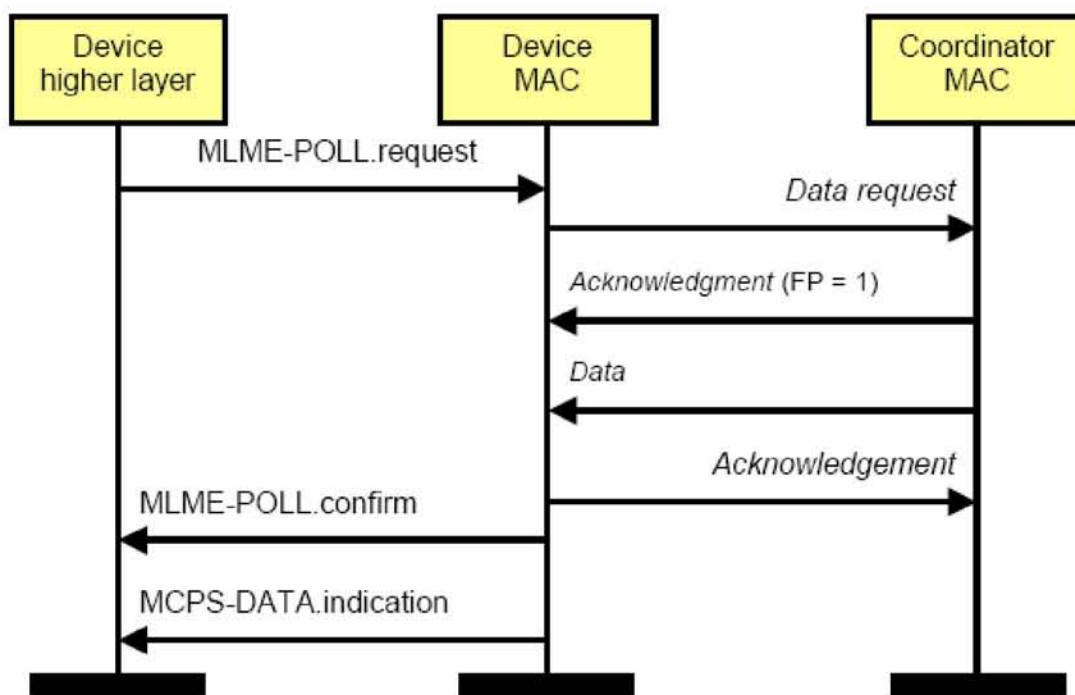 Device
higher layer
Device
MAC
Coordinator
MAC
MLME-POLL.request
Data request
Acknowledgment (FP = 1)
Data
Acknowledgement
MLME-POLL.confirm
MCPS-DATA.indication